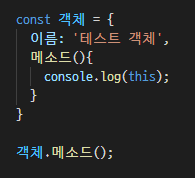 const 객체 = {
  이름: '테스트 객체',
  메소드(){
    console.log(this);
  }
}
객체.메소드();